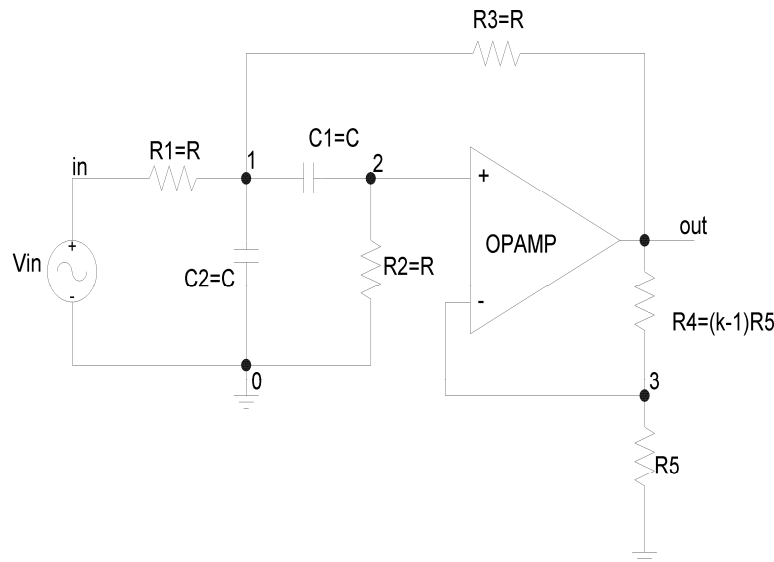 R3=R
R1=R
C1=C
in
1
2
+
OPAMP
out
Vin
+
-
C2=C
R2=R
-
R4=(k-1)R5
0
3
R5